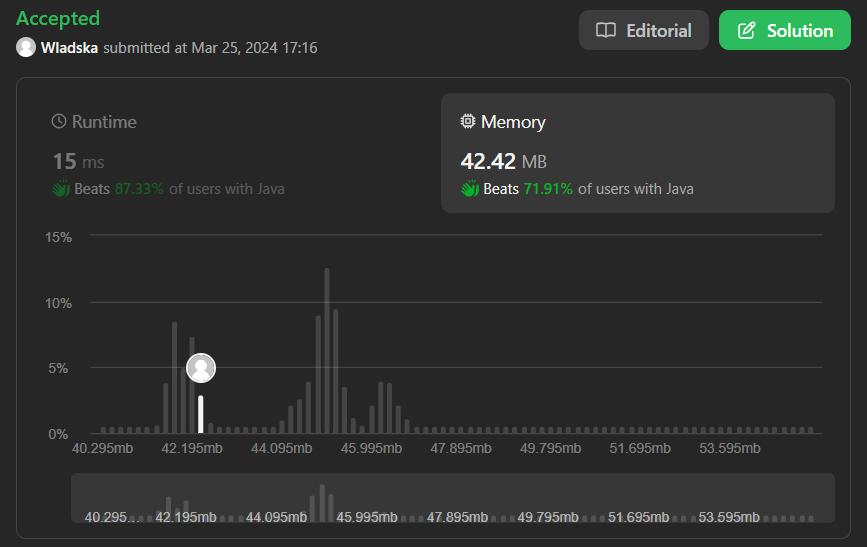 Accepted
Wladska submitted at Mar 25, 2024 17:16
Editorial
Solution
Runtime
15 ms
Beats 87.33% of users with Java
Memory
42.42 MB
Beats 71.91% of users with Java
15%
10%
5%
0%
40.295mb 42.195mb 44.095mb 45.995mb 47.895mb 49.795mb 51.695mb 53.595mb
40.295... 42.195mb 44.095mb 45.995mb 47.895mb 49.795mb 51.695mb 53.595mb